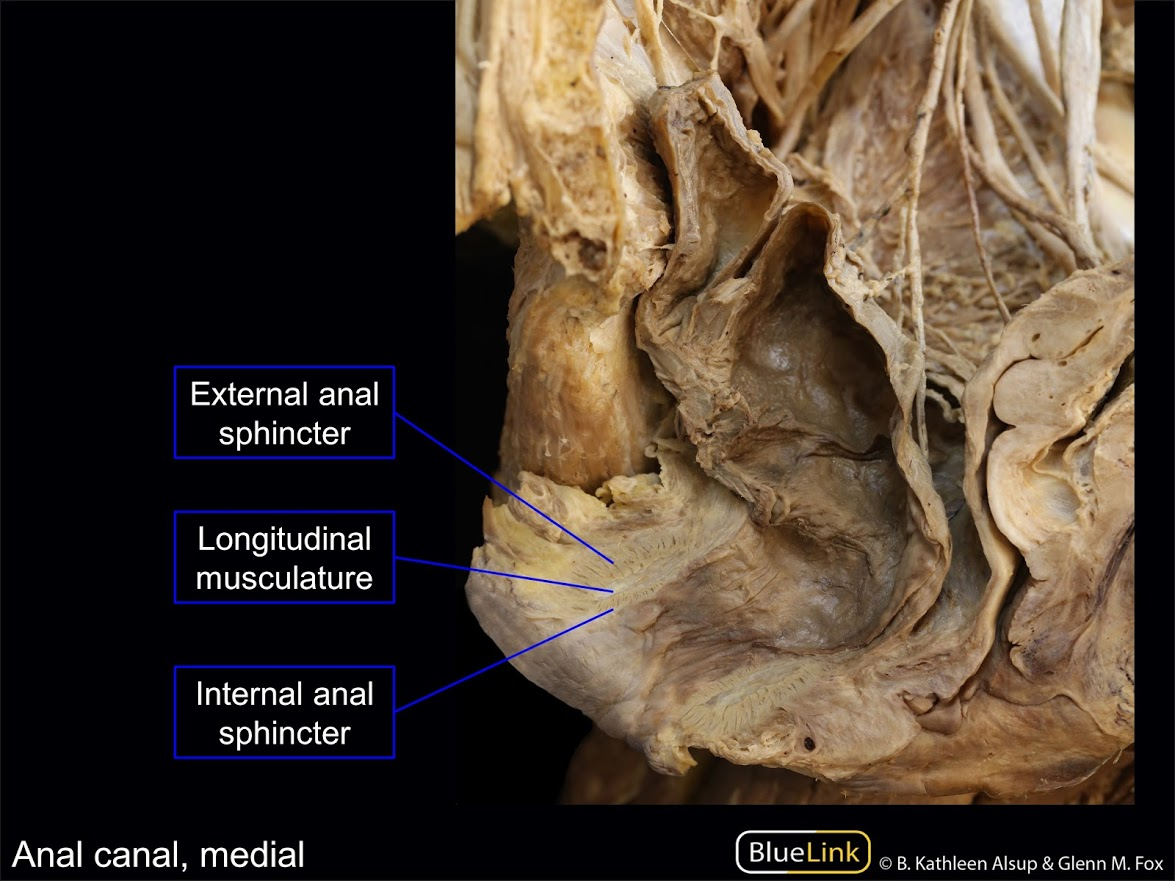 External anal
sphincter
Longitudinal
musculature
Internal anal
sphincter
Anal canal, medial
BlueLink
© B. Kathleen Alsup & Glenn M. Fox